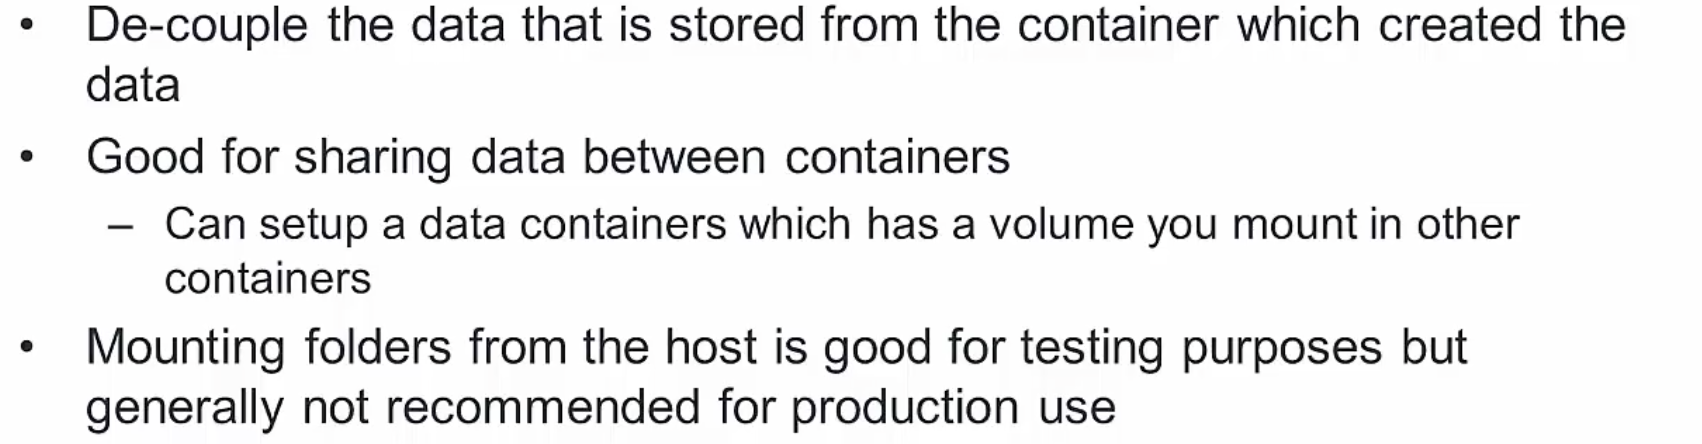 • De-couple the data that is stored from the container which created the
data
• Good for sharing data between containers
– Can setup a data containers which has a volume you mount in other
containers
• Mounting folders from the host is good for testing purposes but
generally not recommended for production use